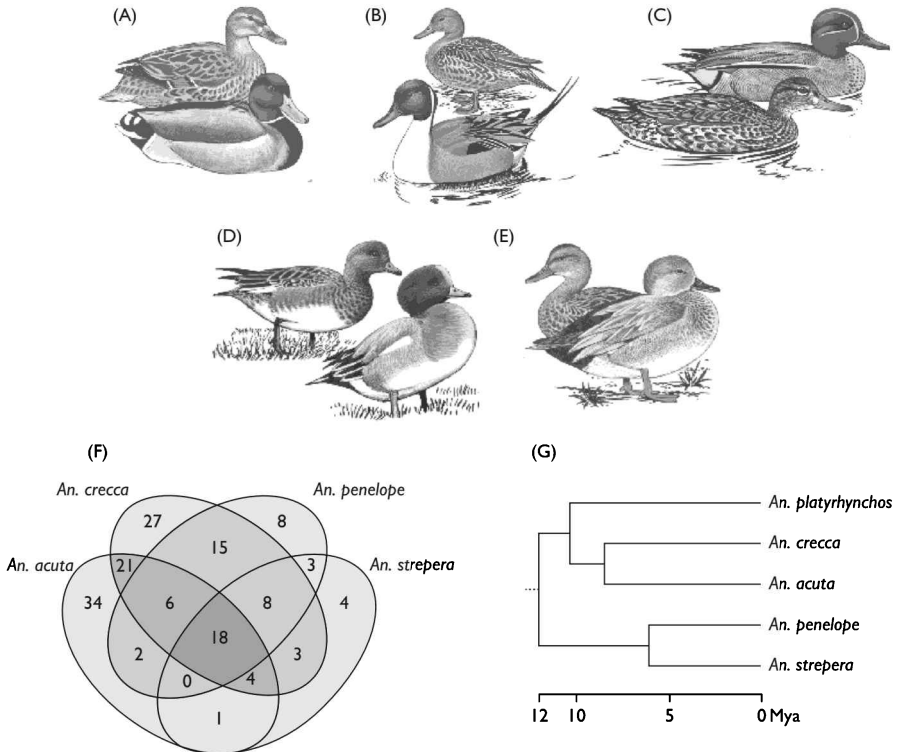 (A)
(B)
(C)
(D)
(E)
(F)
An. crecca
An. penelope
An. acuta
An. strepera
27
8
15
21
3
34
6
8
4
18
2
3
0
4
1
(G)
An. platyrhynchos
An. crecca
An. acuta
An. penelope
An. strepera
12 10 5 0 Mya